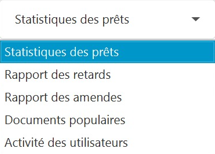 Statistiques des prêts
Statistiques des prêts
Rapport des retards
Rapport des amendes
Documents populaires
Activité des utilisateurs